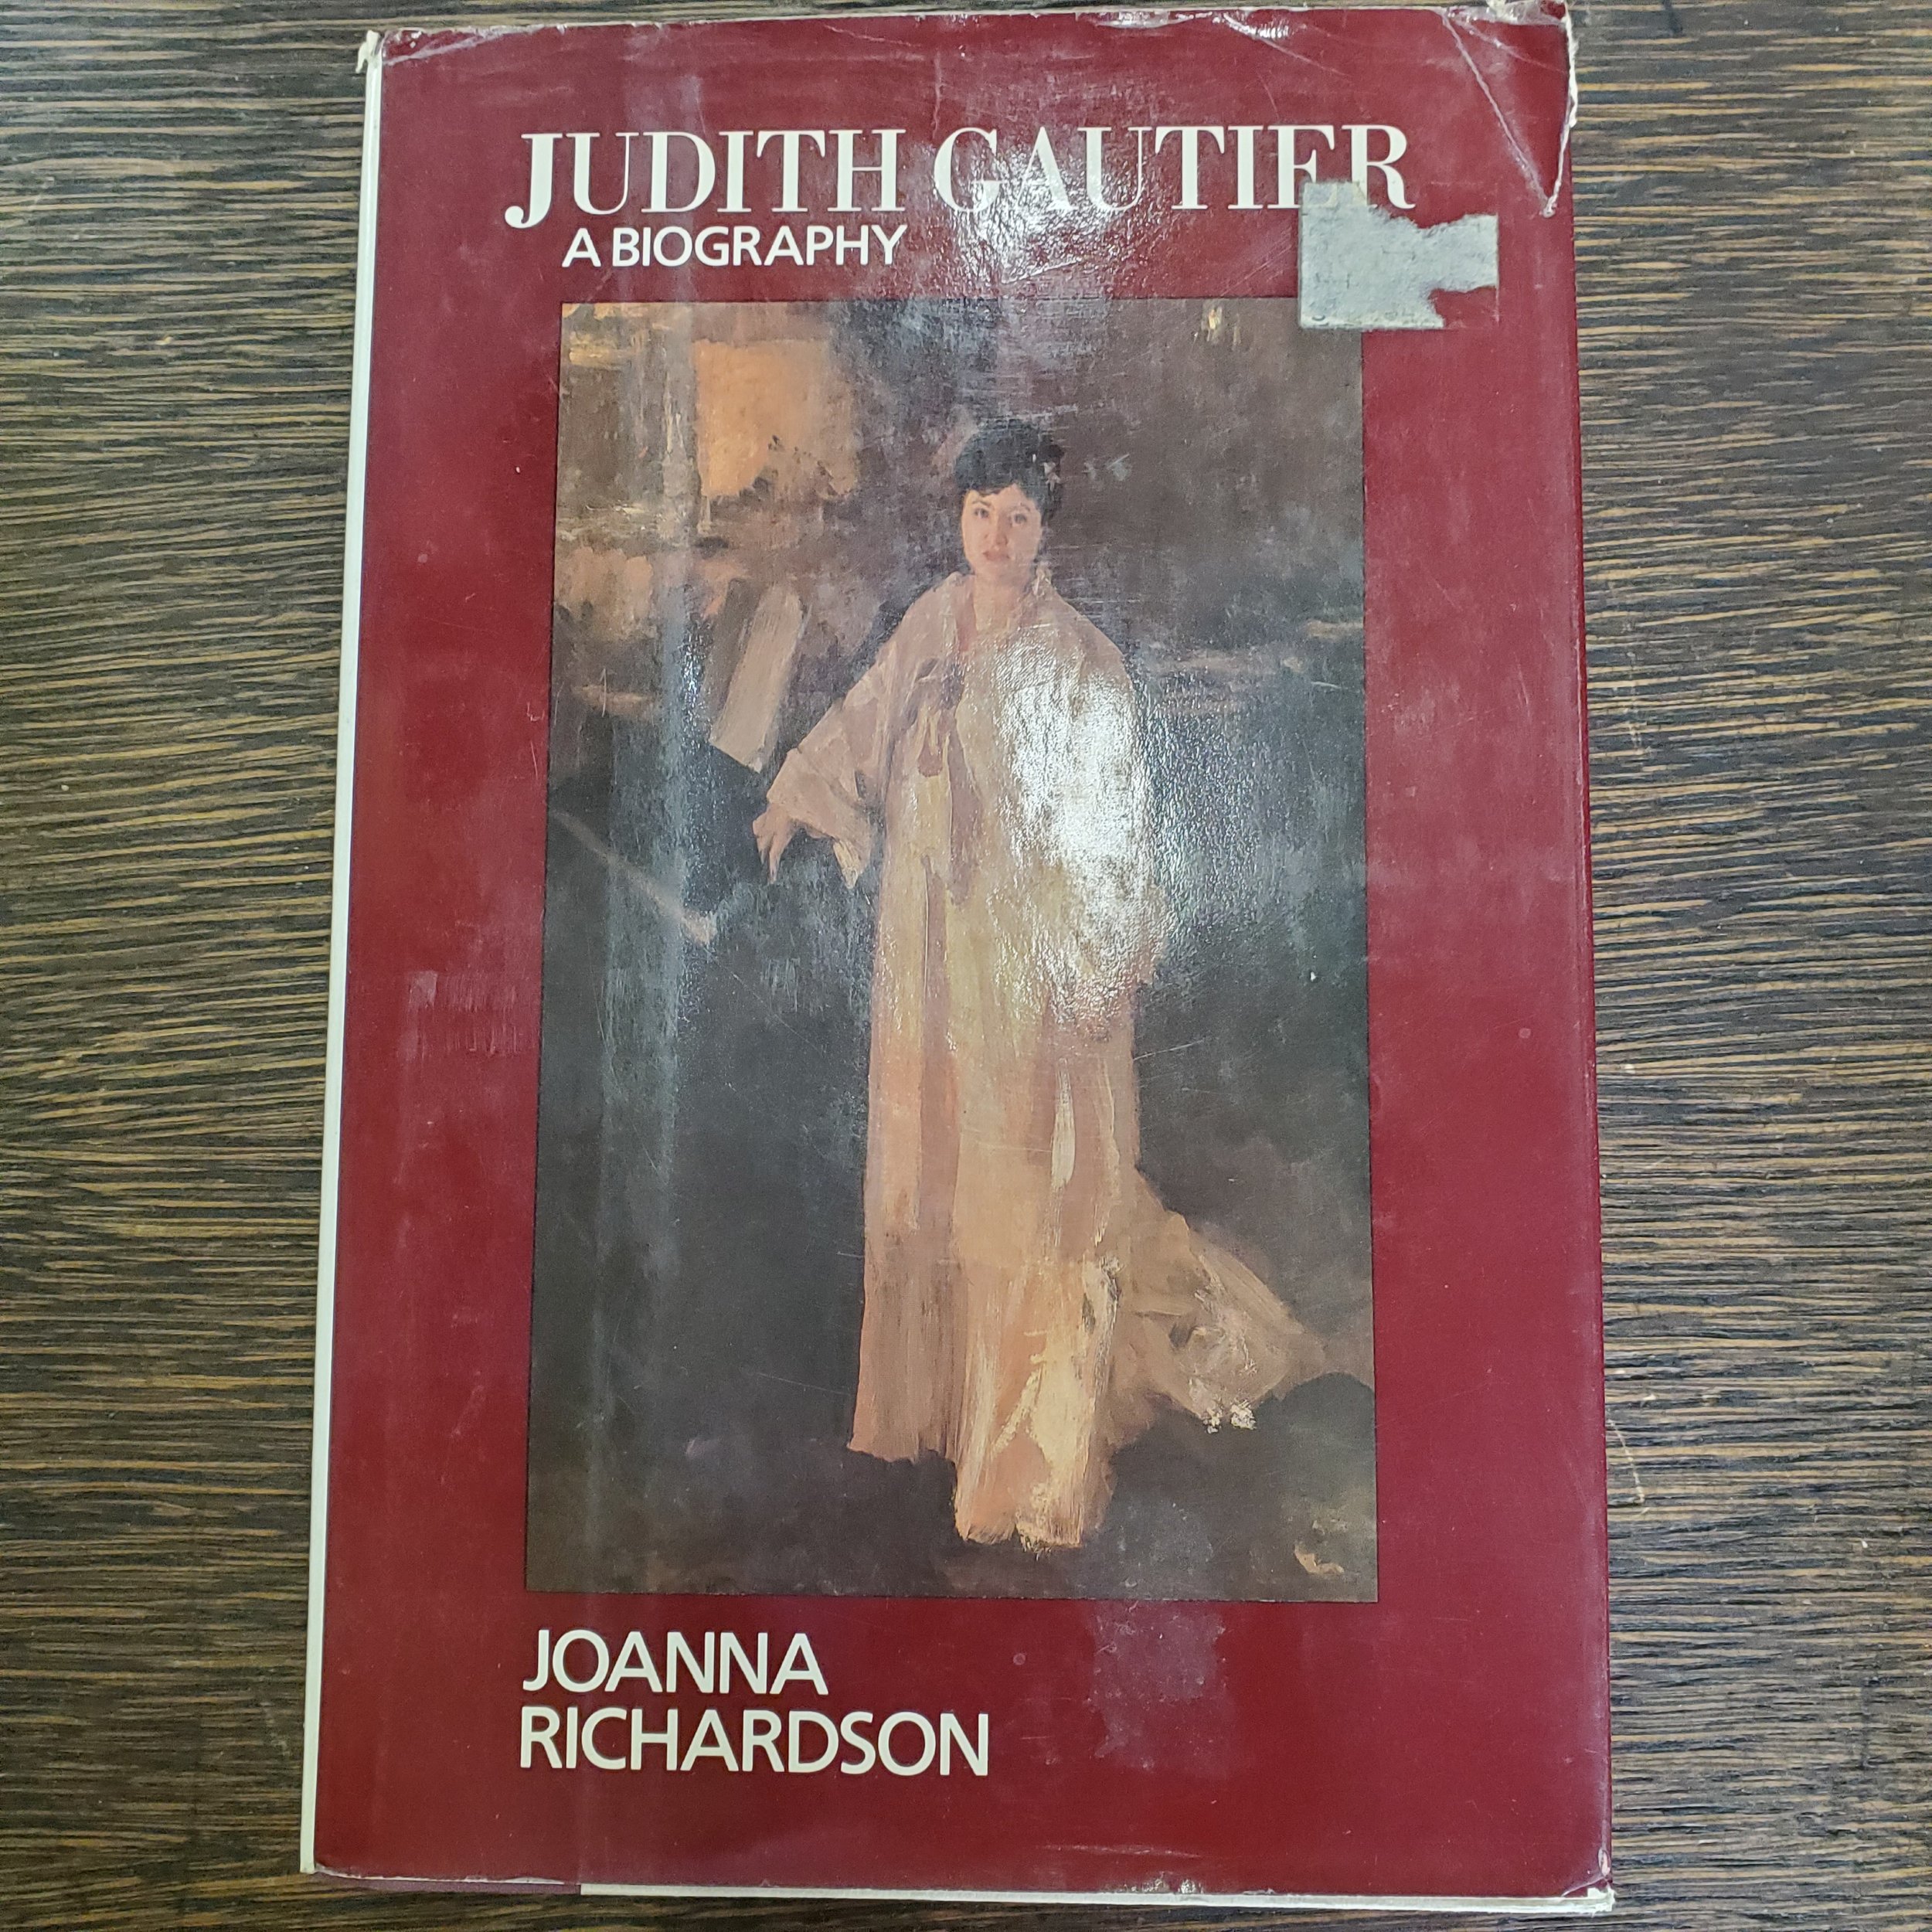 JUDITH GAUTIER
A BIOGRAPHY
JOANNA
RICHARDSON